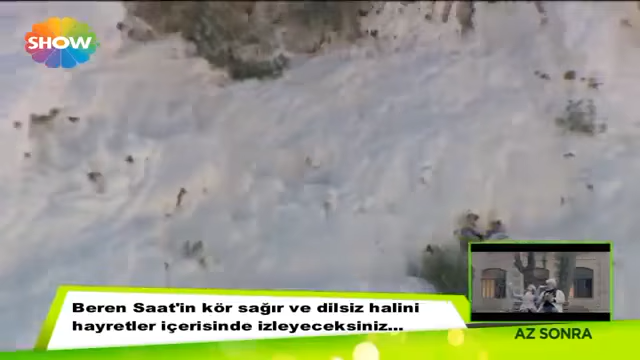 SHOW
Beren Saat'in kör sağır ve dilsiz halini
hayretler içerisinde izleyeceksiniz...
AZ SONRA